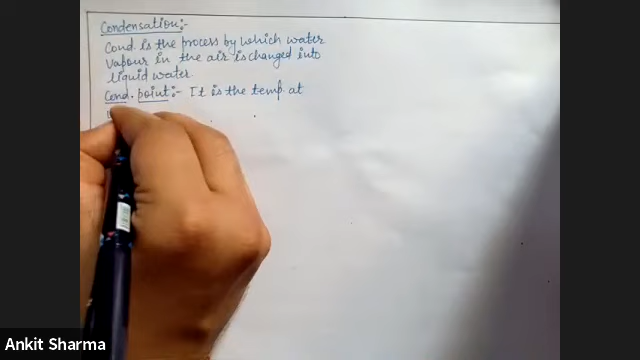 Condensation:-
Cond. is the process by which water
vapour in the air is changed into
liquid water.
Cond. point:- It is the temp at
Ankit Sharma